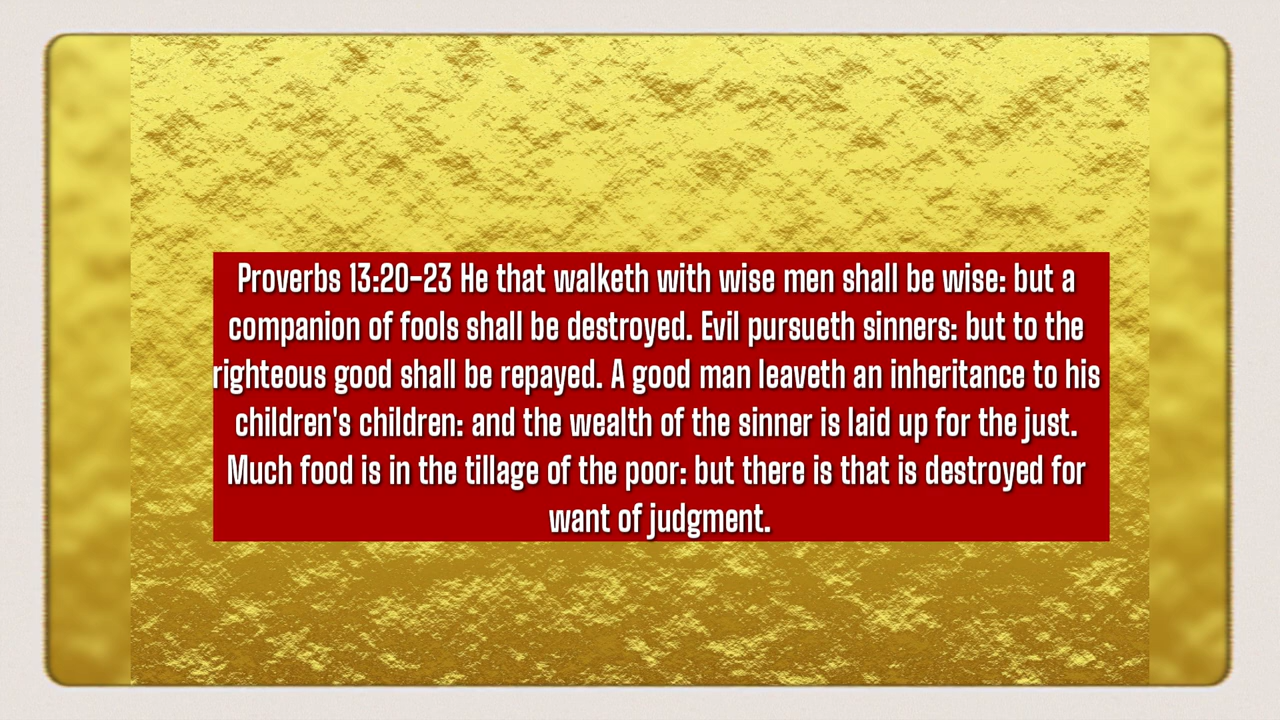 Proverbs 13:20-23 He that walketh with wise men shall be wise: but a
companion of fools shall be destroyed. Evil pursueth sinners: but to the
righteous good shall be repayed. A good man leaveth an inheritance to his
children's children: and the wealth of the sinner is laid up for the just.
Much food is in the tillage of the poor: but there is that is destroyed for
want of judgment.